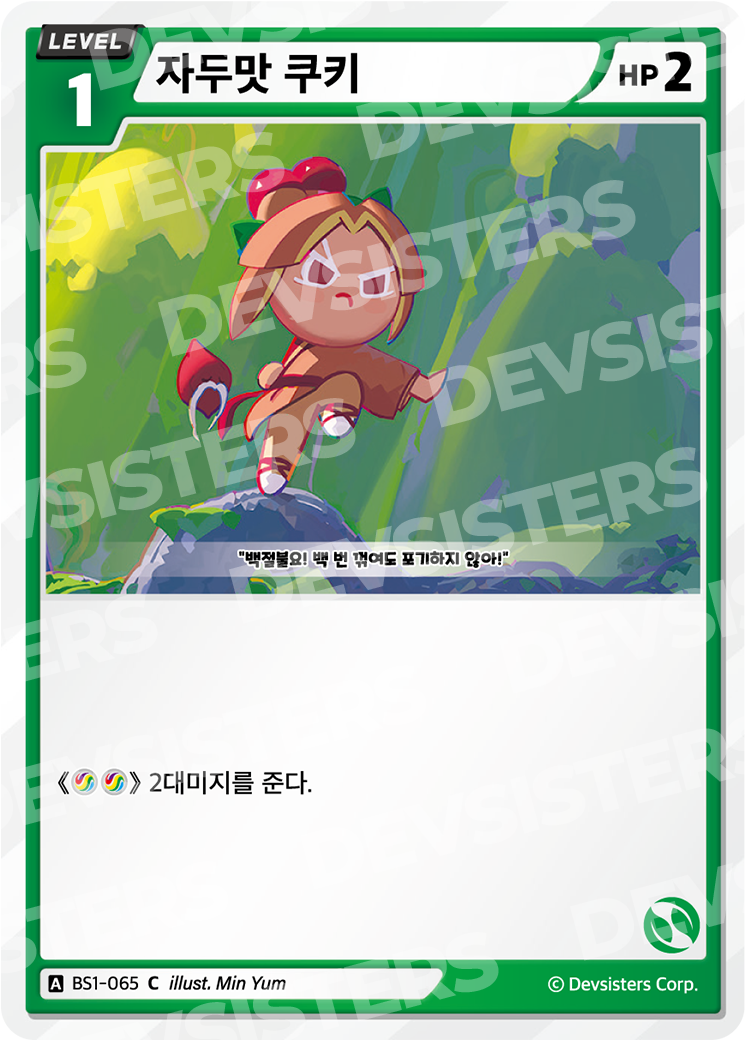 LEVEL
1
자두맛 쿠키
HP 2
"백절불요! 백 번 꺾여도 포기하지 않아!"
《 》 2대미지를 준다.
A BS1-065 C illust. Min Yum
© Devsisters Corp.
DEVSISTERS